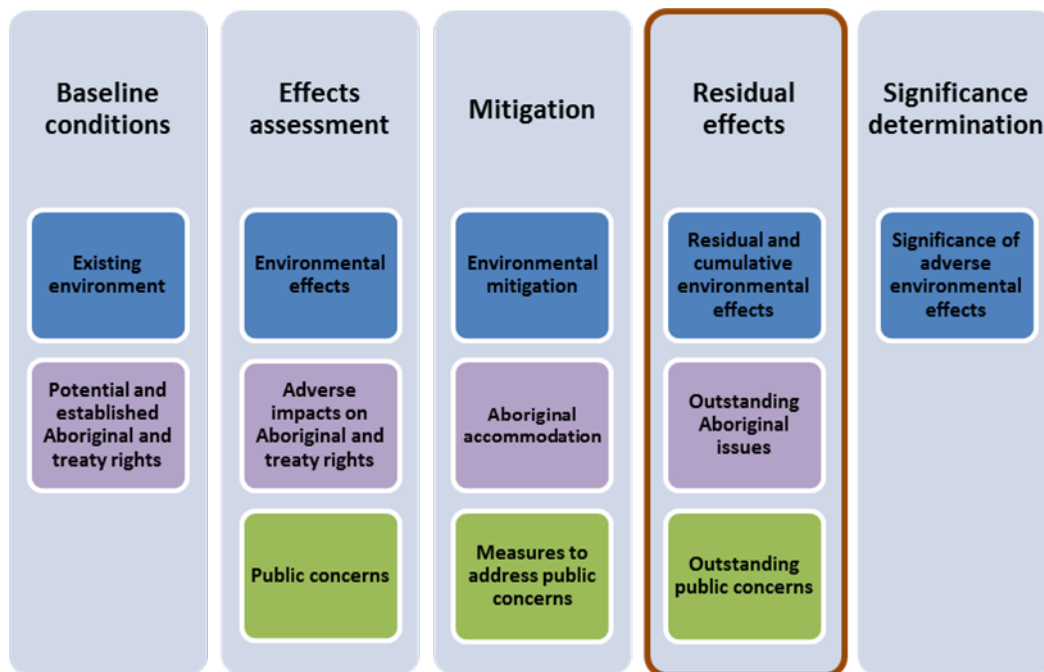 Baseline
conditions
Existing
environment
Potential and
established
Aboriginal and
treaty rights
Effects
assessment
Environmental
effects
Adverse
impacts on
Aboriginal and
treaty rights
Public concerns
Mitigation
Environmental
mitigation
Aboriginal
accommodation
Measures to
address public
concerns
Residual
effects
Residual and
cumulative
environmental
effects
Outstanding
Aboriginal
issues
Outstanding
public concerns
Significance
determination
Significance of
adverse
environmental
effects